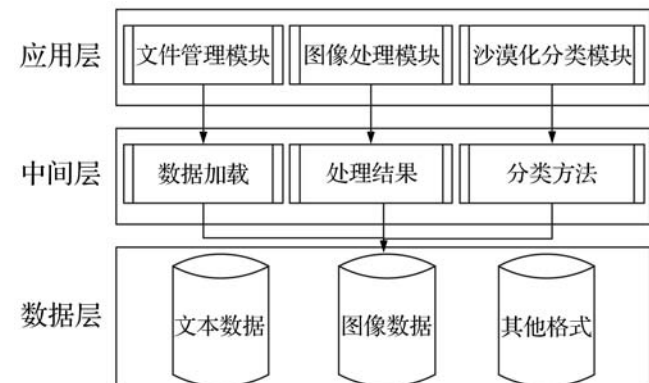 应用层
文件管理模块
图像处理模块
沙漠化分类模块
中间层
数据加载
处理结果
分类方法
数据层
文本数据
图像数据
其他格式